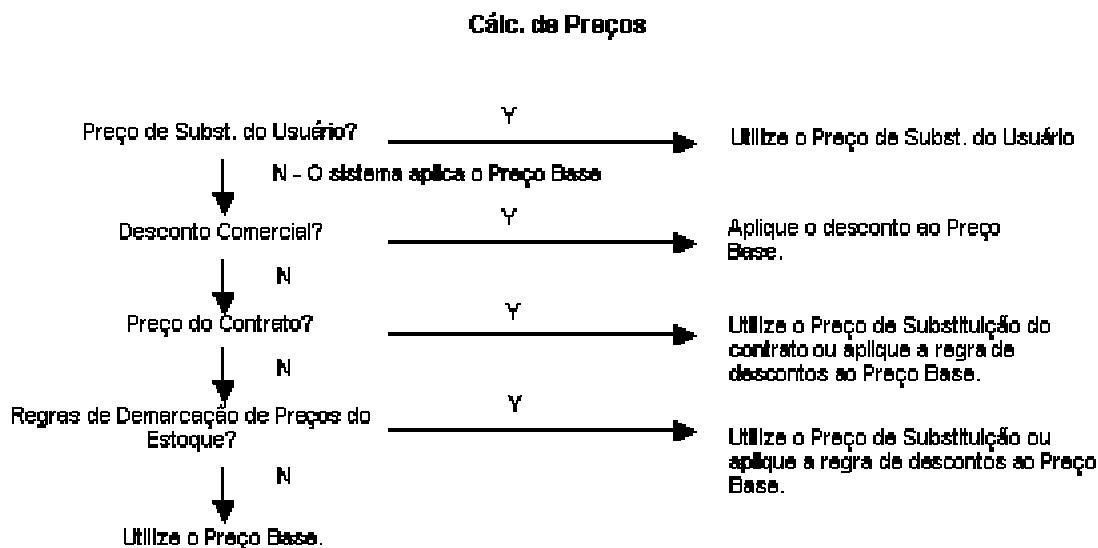 Cálc. de Preços
Preço de Subst. do Usuário?
Y
Utilize o Preço de Subst. do Usuário
N - O sistema aplica o Preço Base
Desconto Comercial?
Y
Aplique o desconto ao Preço
Base.
N
Preço do Contrato?
Y
Utilize o Preço de Substituição do
contrato ou aplique a regra de
descontos ao Preço Base.
N
Regras de Demarcação de Preços do
Estoque?
Y
Utilize o Preço de Substituição ou
aplique a regra de descontos ao Preço
Base.
N
Utilize o Preço Base.